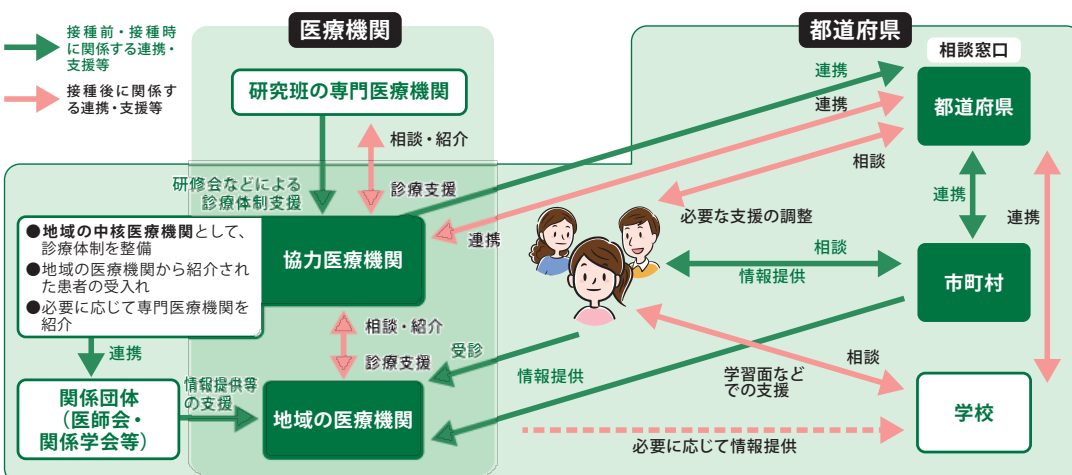 接種前・接種時
に関係する連携・
支援等
接種後に関係す
る連携・支援等
医療機関
都道府県
相談窓口
研究班の専門医療機関
都道府県
連携
連携
相談・紹介
相談
研修会などによる
診療体制支援
診療支援
必要な支援の調整
連携
連携
連携
●地域の中核医療機関として、
診療体制を整備
●地域の医療機関から紹介され
た患者の受入れ
●必要に応じて専門医療機関を
紹介
協力医療機関
相談
情報提供
市町村
相談・紹介
診療支援
受診
連携
情報提供
相談
学習面など
での支援
関係団体
（医師会・
関係学会等）
情報提供等
の支援
地域の医療機関
学校
必要に応じて情報提供